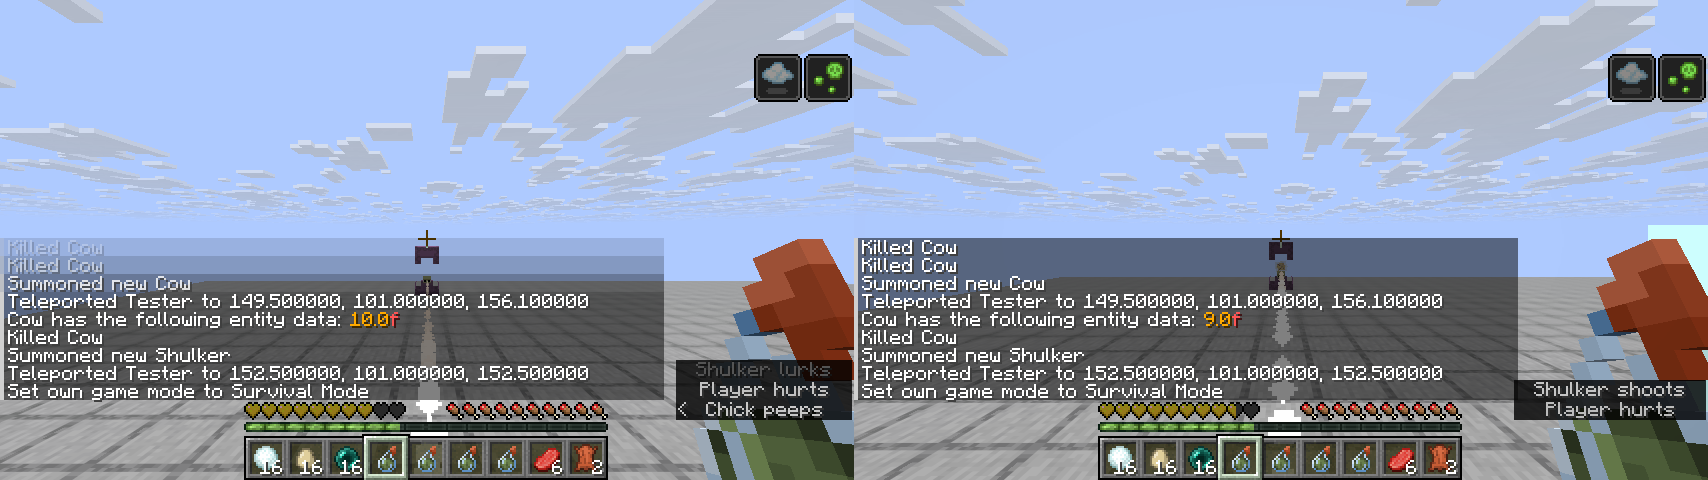 Killed Cow
Killed Cow
Summoned new Cow
Teleported Tester to 149.500000, 101.000000, 156.100000
Cow has the following entity data: 10.0f
Killed Cow
Summoned new Shulker
Teleported Tester to 152.500000, 101.000000, 152.500000
Set own game mode to Survival Mode
Shulker lurks
Player hurts
< Chick peeps
16
16
16
6
2
Killed Cow
Killed Cow
Summoned new Cow
Teleported Tester to 149.500000, 101.000000, 156.100000
Cow has the following entity data: 9.0f
Killed Cow
Summoned new Shulker
Teleported Tester to 152.500000, 101.000000, 152.500000
Set own game mode to Survival Mode
Shulker shoots
Player hurts
16
16
16
6
2